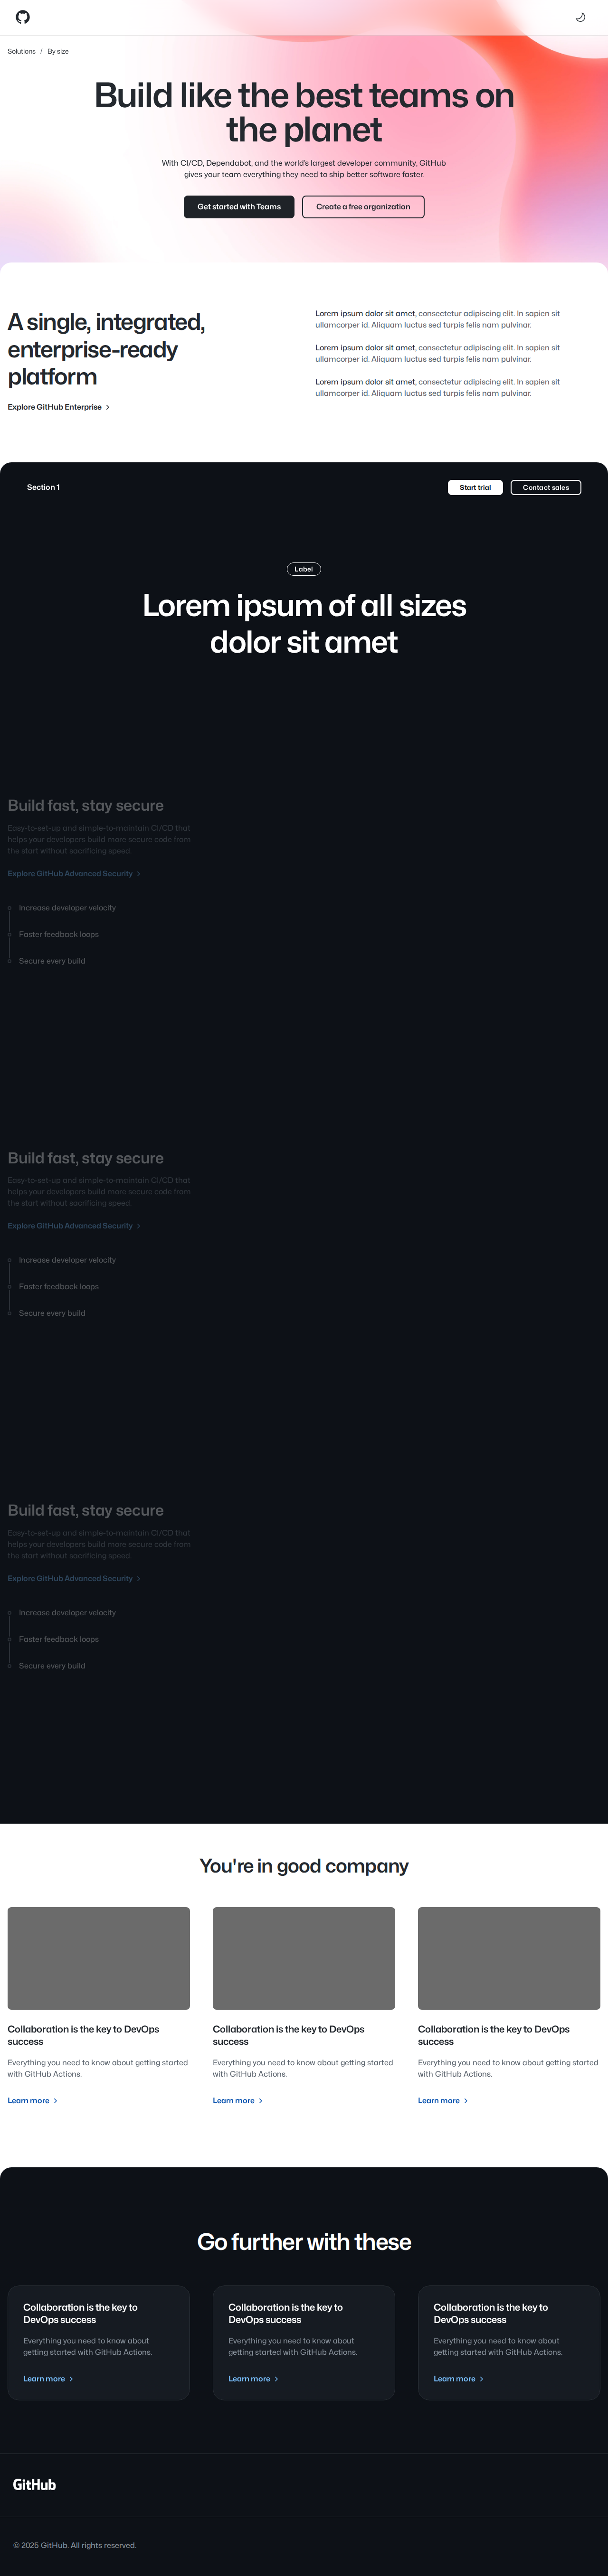 Solutions / By size
Build like the best teams on
the planet
With CI/CD, Dependabot, and the world's largest developer community, GitHub
gives your team everything they need to ship better software faster.
Get started with Teams
Create a free organization
A single, integrated,
enterprise-ready
platform
Explore GitHub Enterprise
Lorem ipsum dolor sit amet, consectetur adipiscing elit. In sapien sit
ullamcorper id. Aliquam luctus sed turpis felis nam pulvinar.
Lorem ipsum dolor sit amet, consectetur adipiscing elit. In sapien sit
ullamcorper id. Aliquam luctus sed turpis felis nam pulvinar.
Lorem ipsum dolor sit amet, consectetur adipiscing elit. In sapien sit
ullamcorper id. Aliquam luctus sed turpis felis nam pulvinar.
Section 1
Start trial
Contact sales
Label
Lorem ipsum of all sizes
dolor sit amet
Build fast, stay secure
Easy-to-set-up and simple-to-maintain CI/CD that
helps your developers build more secure code from
the start without sacrificing speed.
Explore GitHub Advanced Security
Increase developer velocity
Faster feedback loops
Secure every build
Build fast, stay secure
Easy-to-set-up and simple-to-maintain CI/CD that
helps your developers build more secure code from
the start without sacrificing speed.
Explore GitHub Advanced Security
Increase developer velocity
Faster feedback loops
Secure every build
Build fast, stay secure
Easy-to-set-up and simple-to-maintain CI/CD that
helps your developers build more secure code from
the start without sacrificing speed.
Explore GitHub Advanced Security
Increase developer velocity
Faster feedback loops
Secure every build
You're in good company
Collaboration is the key to DevOps
success
Everything you need to know about getting started
with GitHub Actions.
Learn more
Collaboration is the key to DevOps
success
Everything you need to know about getting started
with GitHub Actions.
Learn more
Collaboration is the key to DevOps
success
Everything you need to know about getting started
with GitHub Actions.
Learn more
Go further with these
Collaboration is the key to
DevOps success
Everything you need to know about
getting started with GitHub Actions.
Learn more
Collaboration is the key to
DevOps success
Everything you need to know about
getting started with GitHub Actions.
Learn more
Collaboration is the key to
DevOps success
Everything you need to know about
getting started with GitHub Actions.
Learn more
GitHub
© 2025 GitHub. All rights reserved.